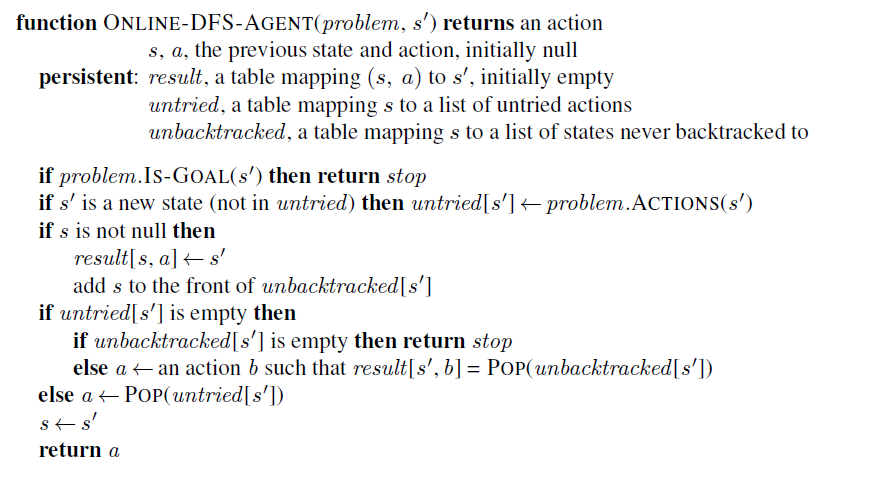 function ONLINE-DFS-AGENT(problem, s′) returns an action
s, a, the previous state and action, initially null
persistent: result, a table mapping (s, a) to s′, initially empty
untried, a table mapping s to a list of untried actions
unbacktracked, a table mapping s to a list of states never backtracked to
if problem.IS-GOAL(s′) then return stop
if s′ is a new state (not in untried) then untried[s′] ← problem.ACTIONS(s′)
if s is not null then
result[s, a] ← s′
add s to the front of unbacktracked[s′]
if untried[s′] is empty then
if unbacktracked[s′] is empty then return stop
else a ← an action b such that result[s′, b] = POP(unbacktracked[s′])
else a ← POP(untried[s′])
s ← s′
return a